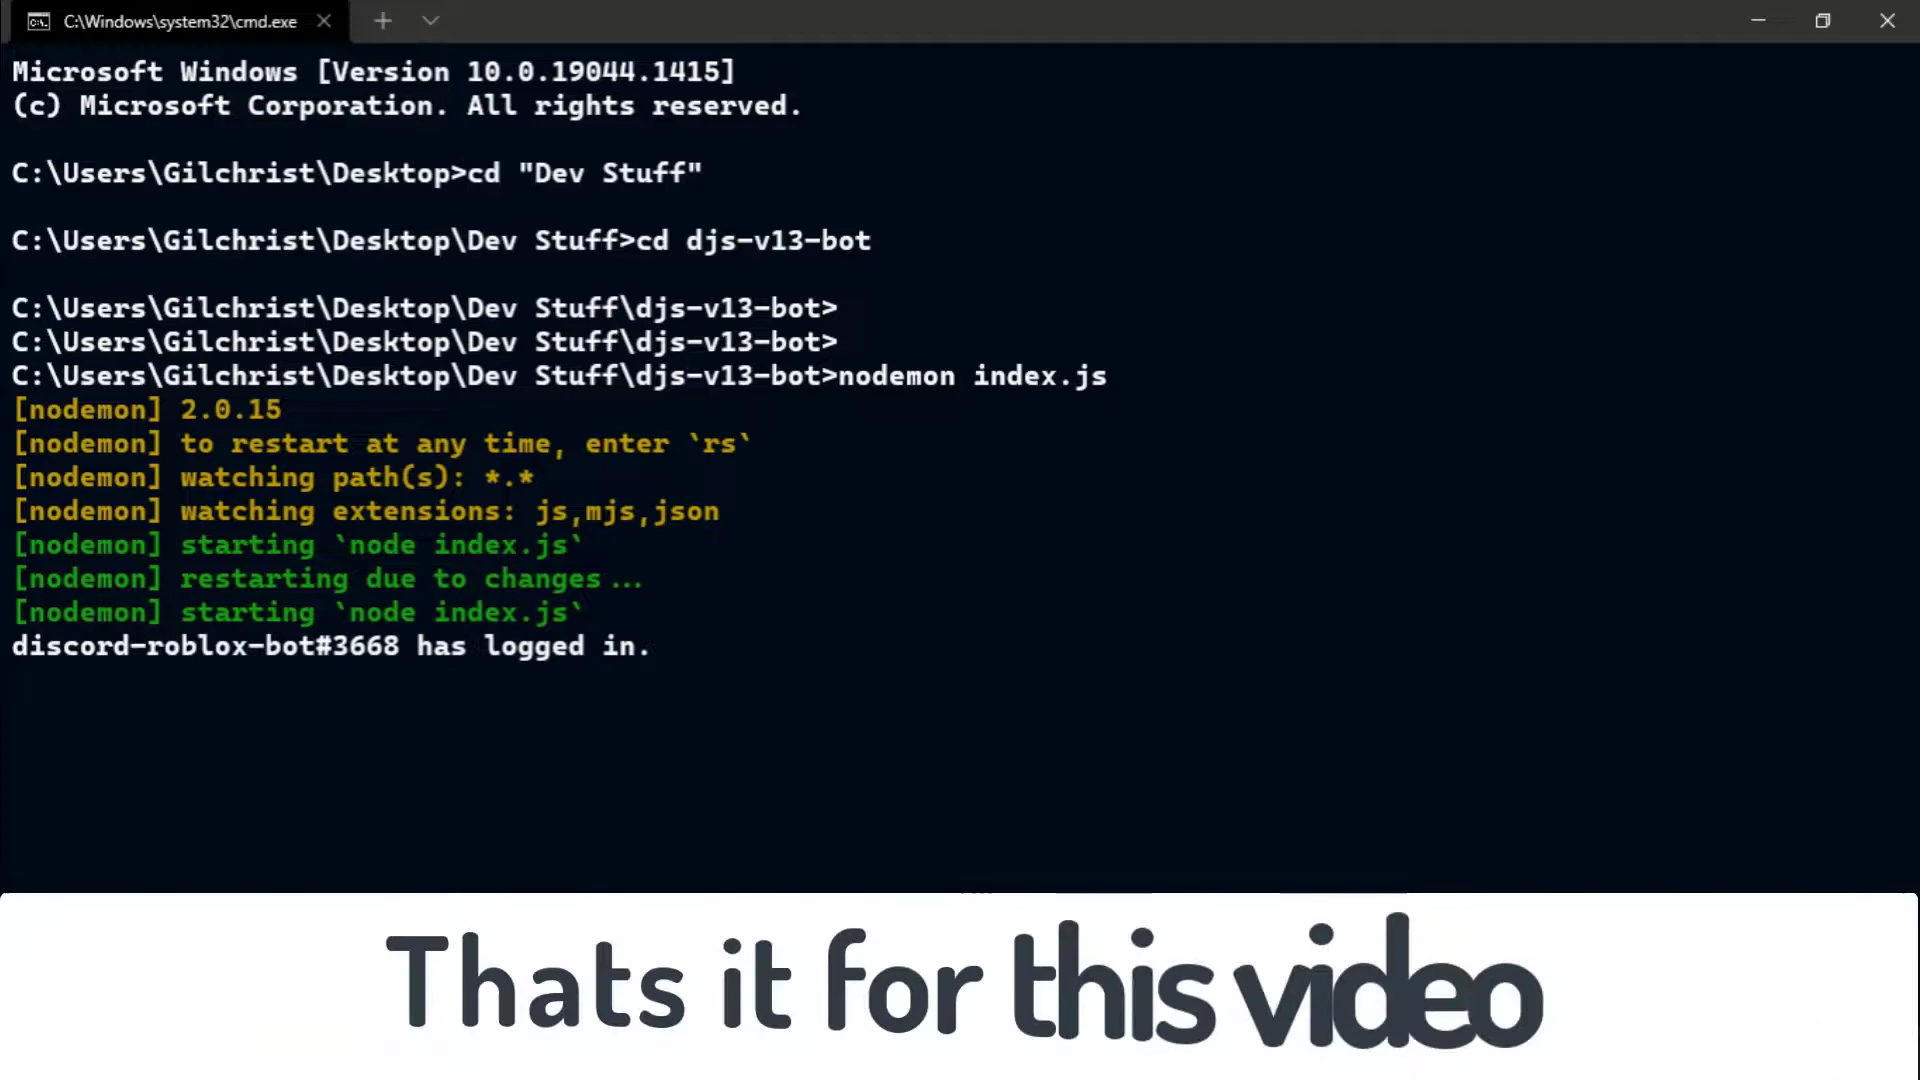 C:\Windows\system32\cmd.exe
Microsoft Windows [Version 10.0.19044.1415]
(c) Microsoft Corporation. All rights reserved.
C:\Users\Gilchrist\Desktop>cd "Dev Stuff"
C:\Users\Gilchrist\Desktop\Dev Stuff>cd djs-v13-bot
C:\Users\Gilchrist\Desktop\Dev Stuff\djs-v13-bot>
C:\Users\Gilchrist\Desktop\Dev Stuff\djs-v13-bot>
C:\Users\Gilchrist\Desktop\Dev Stuff\djs-v13-bot>nodemon index.js
[nodemon] 2.0.15
[nodemon] to restart at any time, enter `rs`
[nodemon] watching path(s): *.*
[nodemon] watching extensions: js,mjs,json
[nodemon] starting `node index.js`
[nodemon] restarting due to changes...
[nodemon] starting `node index.js`
discord-roblox-bot#3668 has logged in.
Thats it for this video